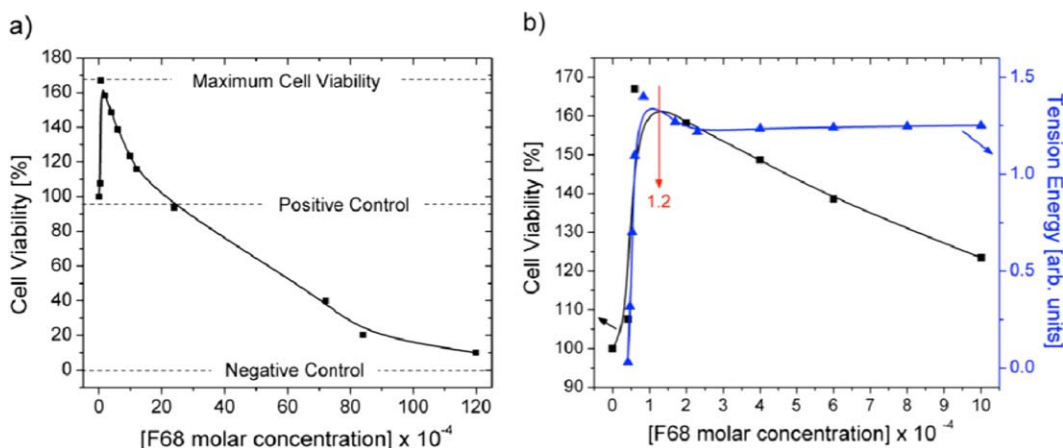 a)
180
160
140
120
100
80
60
40
20
0
Cell Viability [%]
Maximum Cell Viability
Positive Control
Negative Control
0 20 40 60 80 100 120
[F68 molar concentration] x 10 -4
b)
170
160
150
140
130
120
110
100
90
Cell Viability [%]
1.2
1.5
1.0
0.5
0.0
Tension Energy [arb. units]
0 1 2 3 4 5 6 7 8 9 10
[F68 molar concentration] x 10 -4